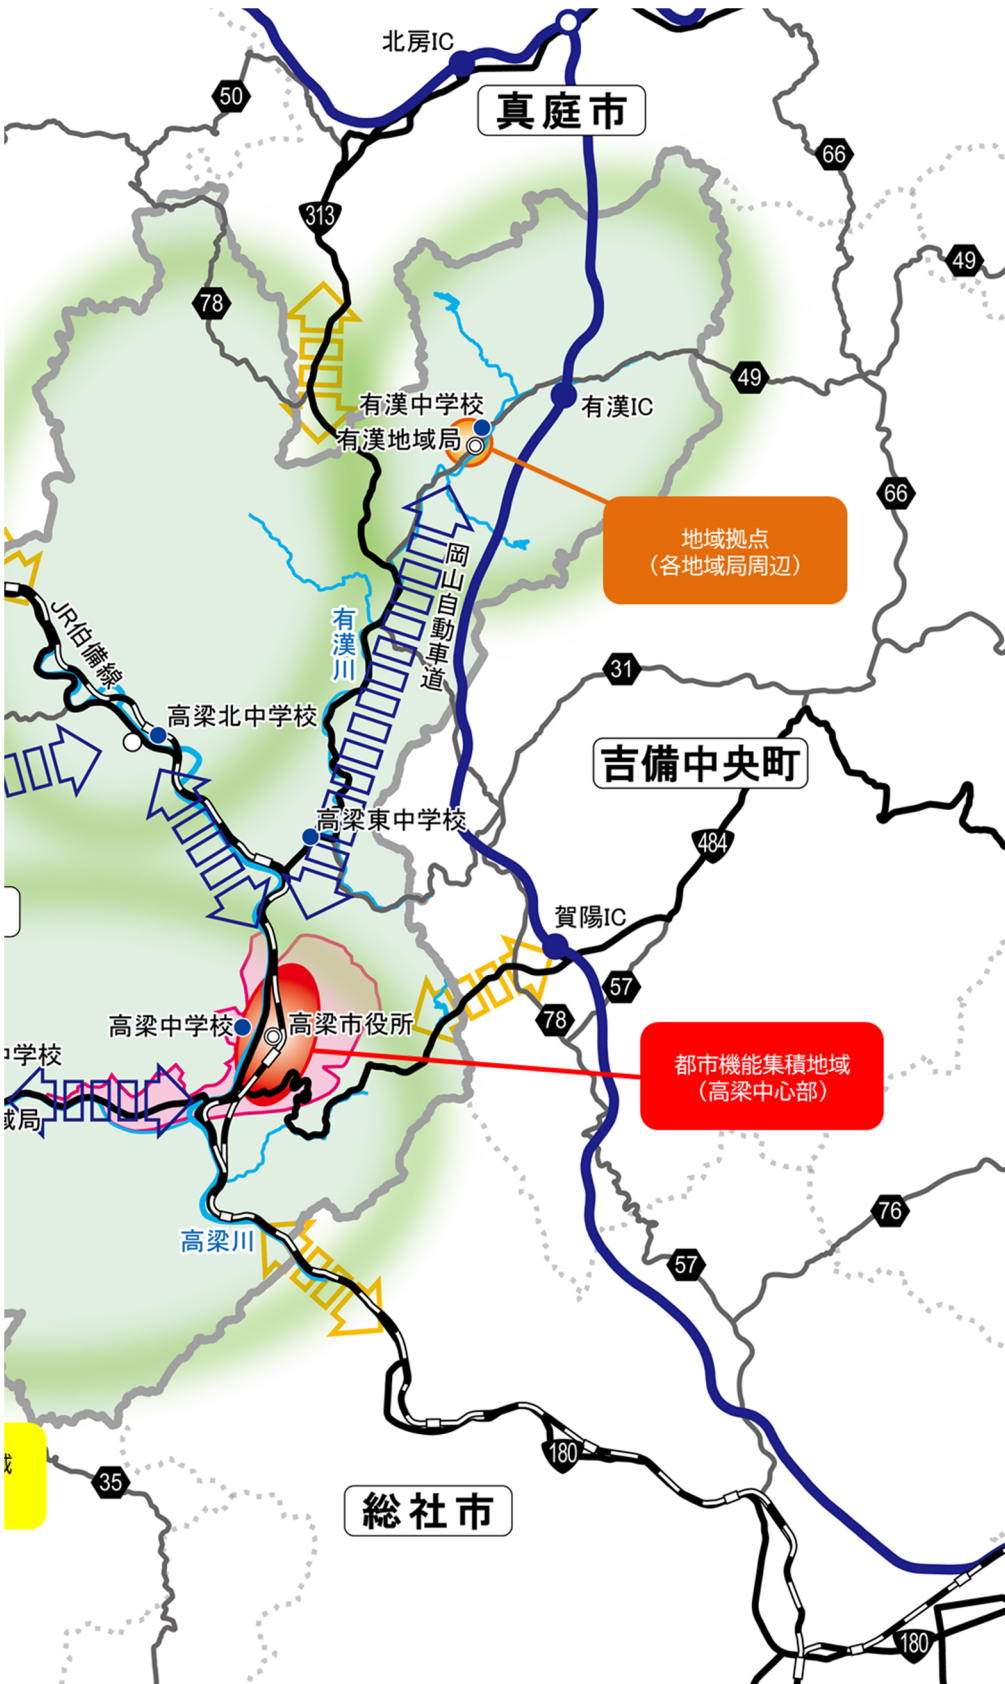 北房IC
真庭市
50
66
313
49
78
有漢中学校
有漢地域局
有漢IC
49
66
地域拠点
(各地域局周辺)
岡山自動車道
有漢川
JR伯備線
31
高梁北中学校
吉備中央町
高梁東中学校
484
賀陽IC
57
78
高梁中学校
高梁市役所
中学校
域局
都市機能集積地域
(高梁中心部)
76
高梁川
57
180
域
35
総社市
180